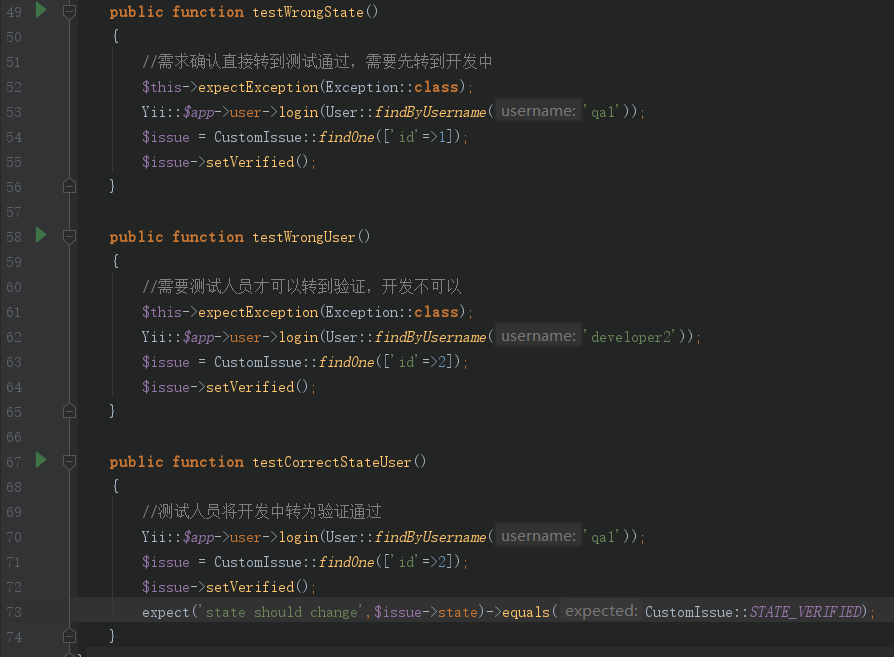 49 public function testWrongState()
50 {
51 //需求确认直接转到测试通过，需要先转到开发中
52 $this->expectException(Exception::class);
53 Yii::$app->user->login(User::findByUsername( username: 'qa1'));
54 $issue = CustomIssue::findOne(['id'=>1]);
55 $issue->setVerified();
56 }
57
58 public function testWrongUser()
59 {
60 //需要测试人员才可以转到验证，开发不可以
61 $this->expectException(Exception::class);
62 Yii::$app->user->login(User::findByUsername( username: 'developer2'));
63 $issue = CustomIssue::findOne(['id'=>2]);
64 $issue->setVerified();
65 }
66
67 public function testCorrectStateUser()
68 {
69 //测试人员将开发中转为验证通过
70 Yii::$app->user->login(User::findByUsername( username: 'qa1'));
71 $issue = CustomIssue::findOne(['id'=>2]);
72 $issue->setVerified();
73 expect('state should change',$issue->state)->equals( expected: CustomIssue::STATE_VERIFIED);
74 }